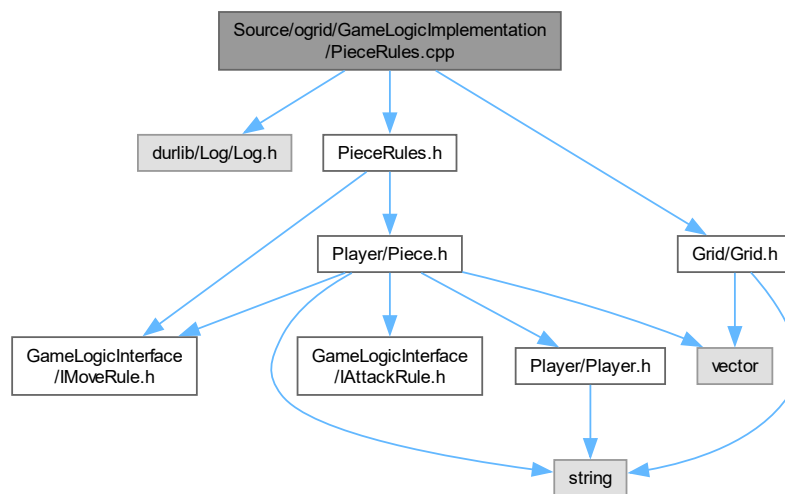 Source/ogrid/GameLogicImplementation
/PieceRules.cpp
durlib/Log/Log.h
PieceRules.h
Player/Piece.h
Grid/Grid.h
GameLogicInterface
/IMoveRule.h
GameLogicInterface
/IAttackRule.h
Player/Player.h
vector
string